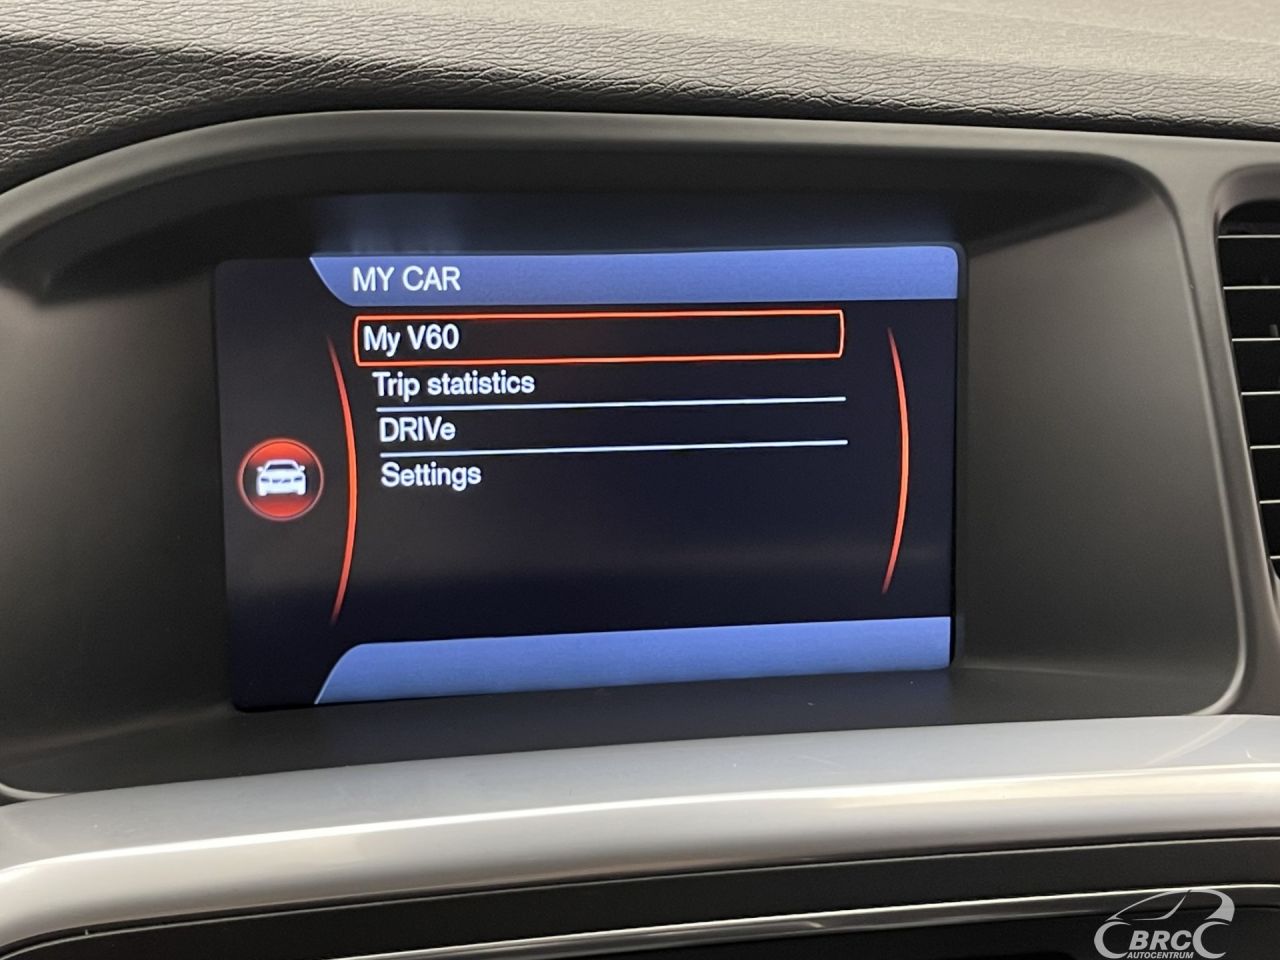 MY CAR
My V60
Trip statistics
DRIVe
Settings
BRC
AUTOCENTRUM